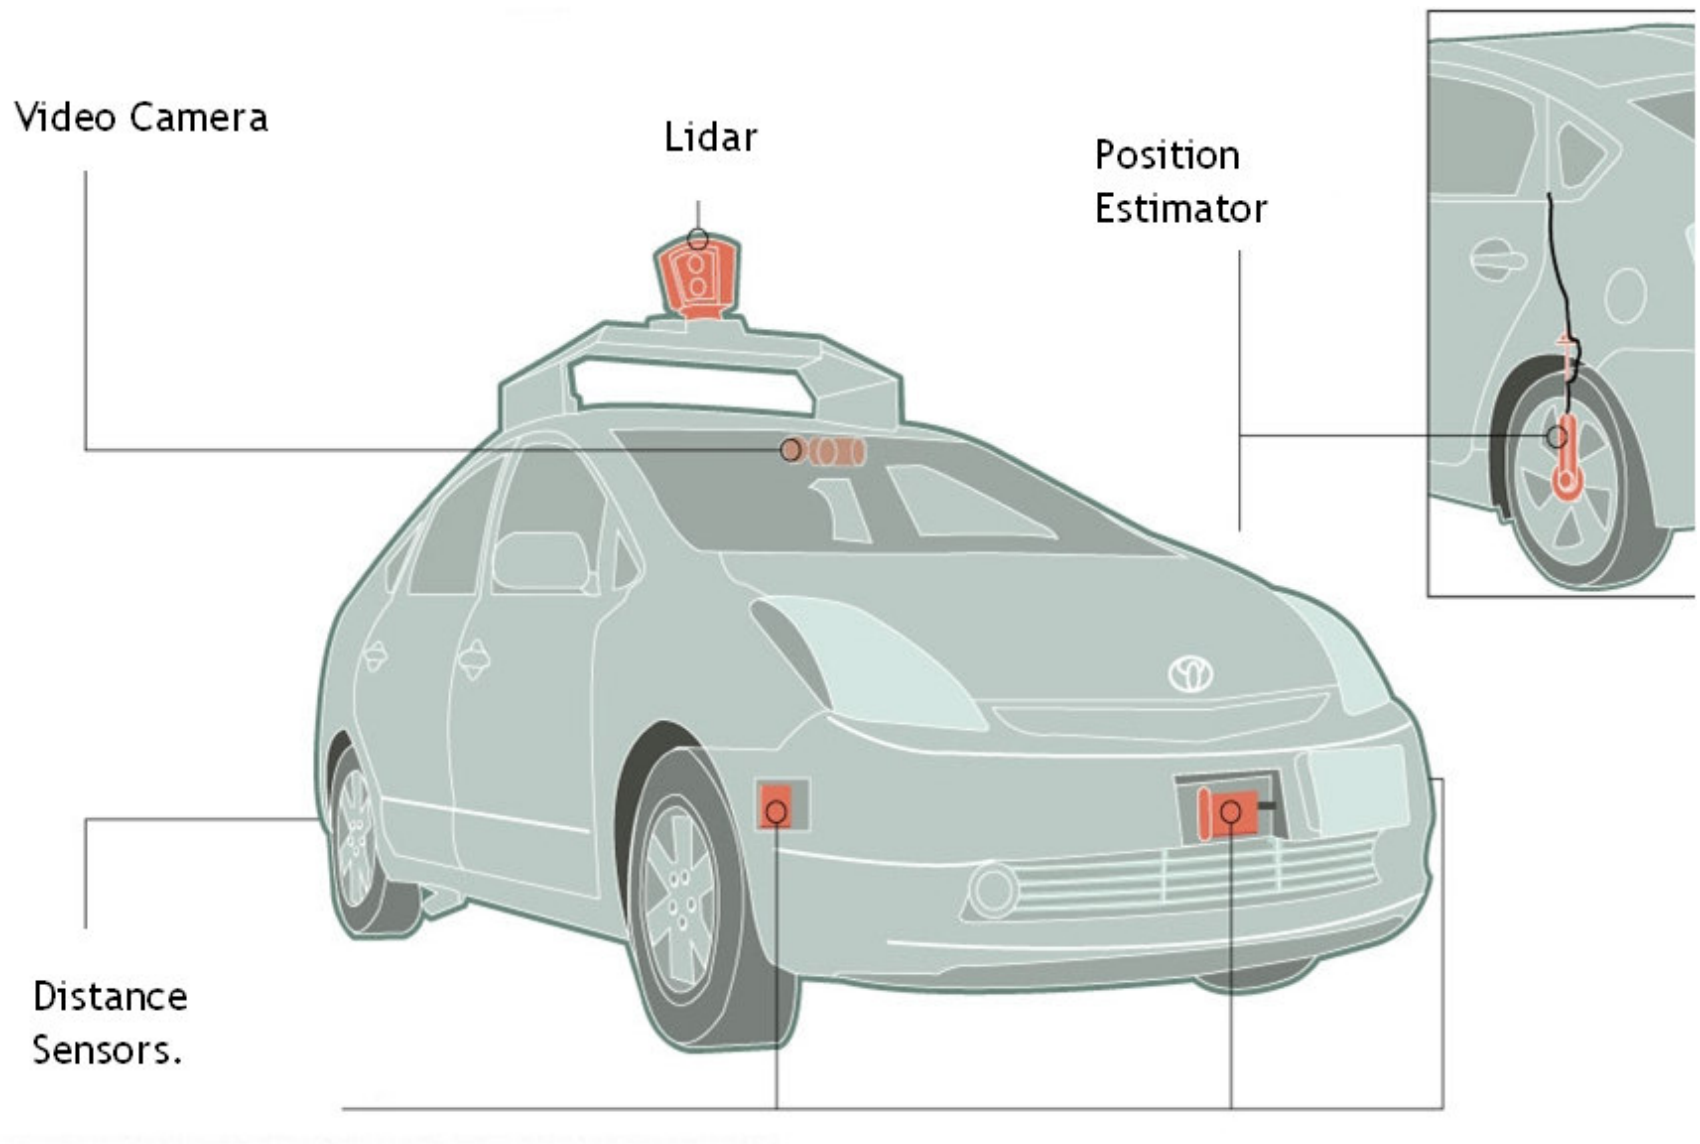 Video Camera
Lidar
Position
Estimator
Distance
Sensors.